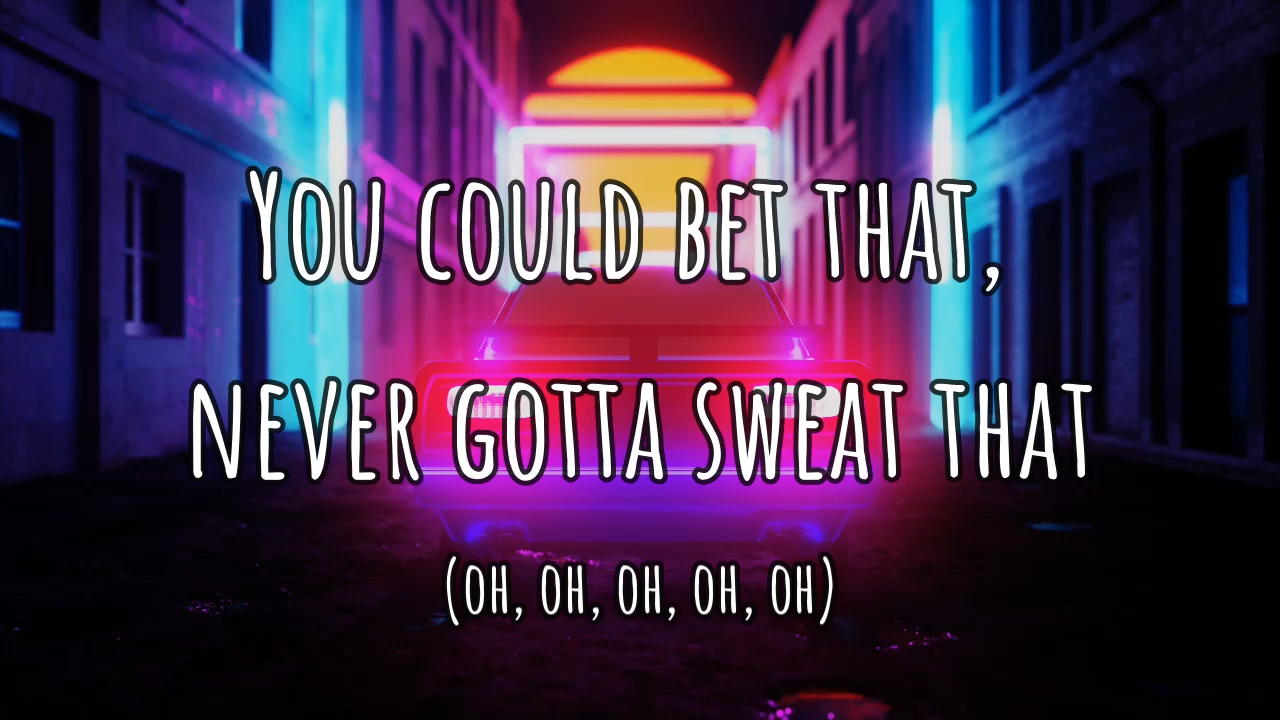 You could bet that,
never gotta sweat that
(oh, oh, oh, oh, oh)